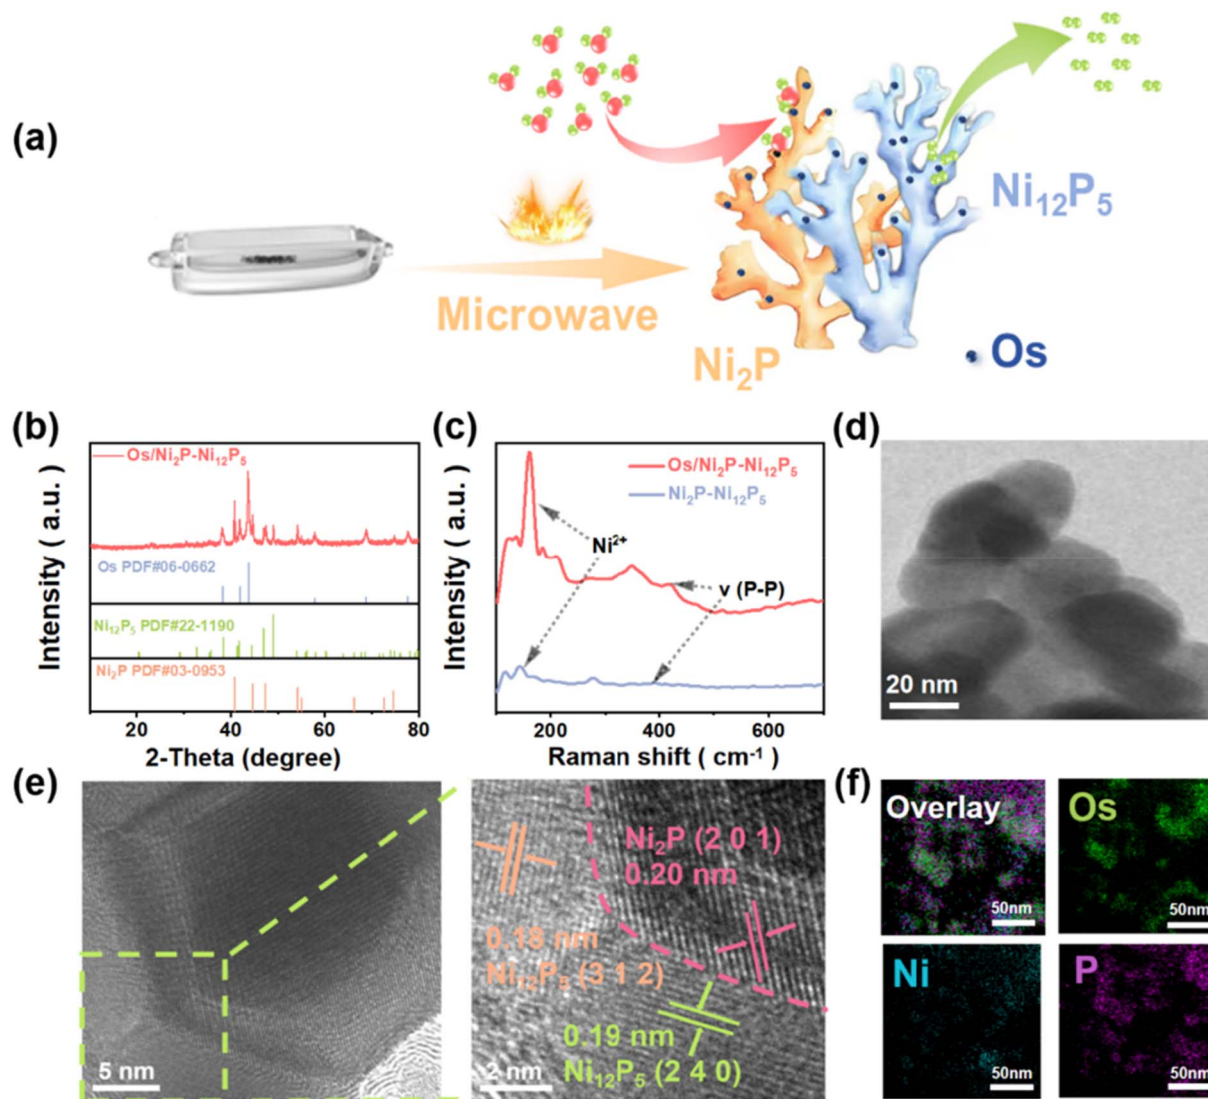 (a)
Microwave
Ni₂P
Ni₁₂P₅
Os
(b)
Intensity ( a.u.)
Os/Ni₂P-Ni₁₂P₅
Os PDF#06-0662
Ni₁₂P₅ PDF#22-1190
Ni₂P PDF#03-0953
20 40 60 80
2-Theta (degree)
(c)
Intensity ( a.u.)
Os/Ni₂P-Ni₁₂P₅
Ni₂P-Ni₁₂P₅
Ni²⁺
v (P-P)
200 400 600
Raman shift ( cm⁻¹)
(d)
20 nm
(e)
5 nm
Ni₂P (2 0 1)
0.20 nm
0.18 nm
Ni₁₂P₅ (3 1 2)
0.19 nm
Ni₁₂P₅ (2 4 0)
2 nm
(f)
Overlay
50nm
Os
50nm
Ni
50nm
P
50nm